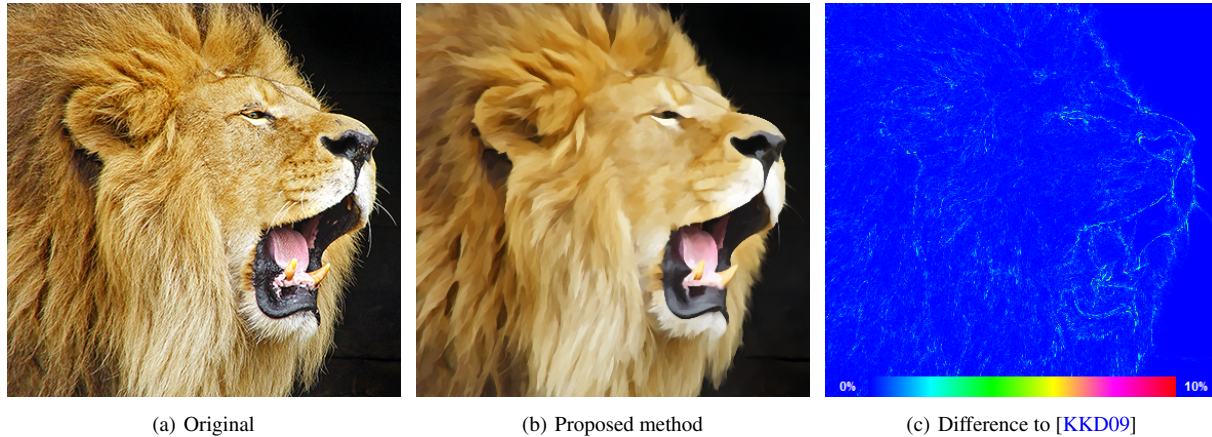 0%
10%
(a) Original
(b) Proposed method
(c) Difference to [KKD09]